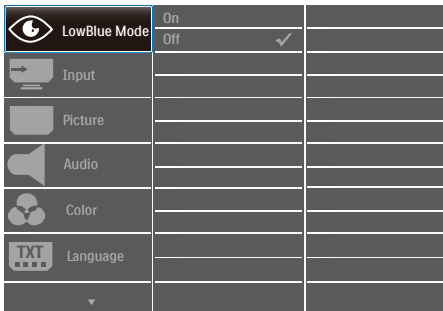 LowBlue Mode
On
Off
Input
Picture
Audio
Color
TXT
Language